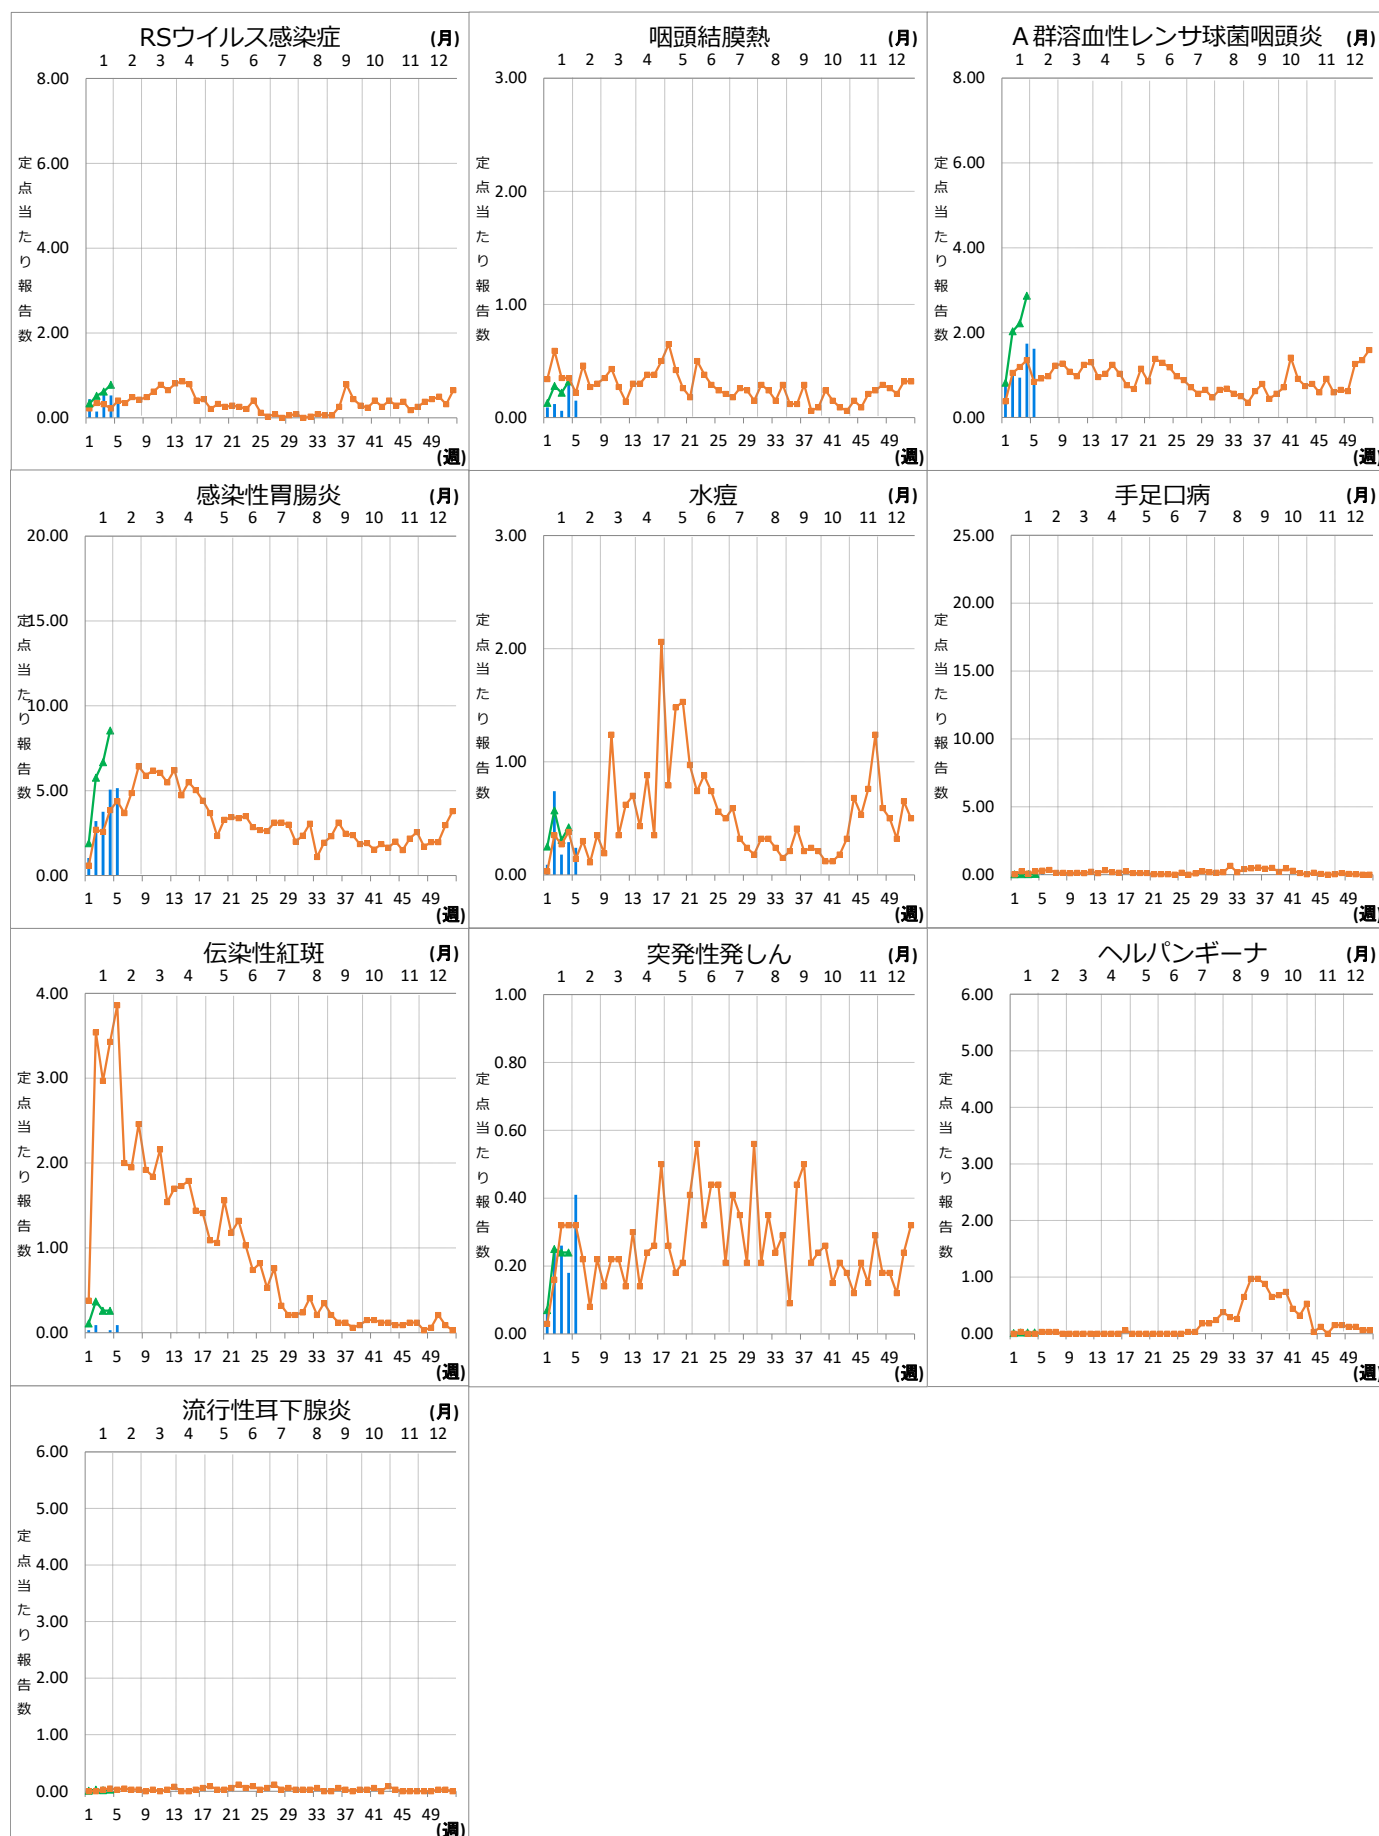 RSウイルス感染症 (月)
1 2 3 4 5 6 7 8 9 10 11 12
8.00
6.00
4.00
2.00
0.00
定点当たり報告数
1 5 9 13 17 21 25 29 33 37 41 45 49
(週)
咽頭結膜熱 (月)
1 2 3 4 5 6 7 8 9 10 11 12
3.00
2.00
1.00
0.00
定点当たり報告数
1 5 9 13 17 21 25 29 33 37 41 45 49
(週)
A群溶血性レンサ球菌咽頭炎 (月)
1 2 3 4 5 6 7 8 9 10 11 12
8.00
6.00
4.00
2.00
0.00
定点当たり報告数
1 5 9 13 17 21 25 29 33 37 41 45 49
(週)
感染性胃腸炎 (月)
1 2 3 4 5 6 7 8 9 10 11 12
20.00
15.00
10.00
5.00
0.00
定点当たり報告数
1 5 9 13 17 21 25 29 33 37 41 45 49
(週)
水痘 (月)
1 2 3 4 5 6 7 8 9 10 11 12
3.00
2.00
1.00
0.00
定点当たり報告数
1 5 9 13 17 21 25 29 33 37 41 45 49
(週)
手足口病 (月)
1 2 3 4 5 6 7 8 9 10 11 12
25.00
20.00
15.00
10.00
5.00
0.00
定点当たり報告数
1 5 9 13 17 21 25 29 33 37 41 45 49
(週)
伝染性紅斑 (月)
1 2 3 4 5 6 7 8 9 10 11 12
4.00
3.00
2.00
1.00
0.00
定点当たり報告数
1 5 9 13 17 21 25 29 33 37 41 45 49
(週)
突発性発しん (月)
1 2 3 4 5 6 7 8 9 10 11 12
1.00
0.80
0.60
0.40
0.20
0.00
定点当たり報告数
1 5 9 13 17 21 25 29 33 37 41 45 49
(週)
ヘルパンギーナ (月)
1 2 3 4 5 6 7 8 9 10 11 12
6.00
5.00
4.00
3.00
2.00
1.00
0.00
定点当たり報告数
1 5 9 13 17 21 25 29 33 37 41 45 49
(週)
流行性耳下腺炎 (月)
1 2 3 4 5 6 7 8 9 10 11 12
6.00
5.00
4.00
3.00
2.00
1.00
0.00
定点当たり報告数
1 5 9 13 17 21 25 29 33 37 41 45 49
(週)